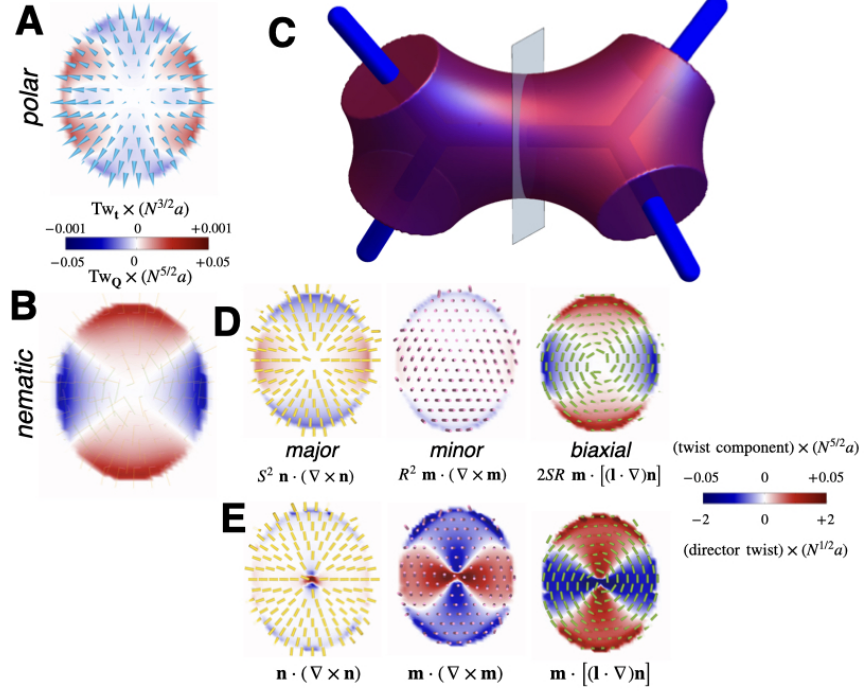 A
polar
Tw_t × (N^{3/2}a)
−0.001 0 +0.001
−0.05 0 +0.05
Tw_Q × (N^{5/2}a)
B
nematic
C
D
major minor biaxial
S² n · (∇ × n) R² m · (∇ × m) 2SR m · [(l · ∇)n]
(twist component) × (N^{5/2}a)
−0.05 0 +0.05
−2 0 +2
(director twist) × (N^{1/2}a)
E
n · (∇ × n) m · (∇ × m) m · [(l · ∇)n]